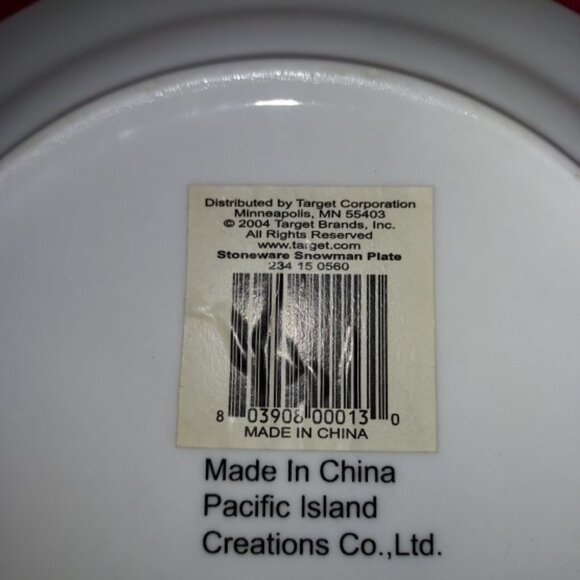 Distributed by Target Corporation
Minneapolis, MN 55403
© 2004 Target Brands, Inc.
All Rights Reserved
www.target.com
Stoneware Snowman Plate
234 15 0560
8 03908 00013 0
MADE IN CHINA
Made In China
Pacific Island
Creations Co.,Ltd.